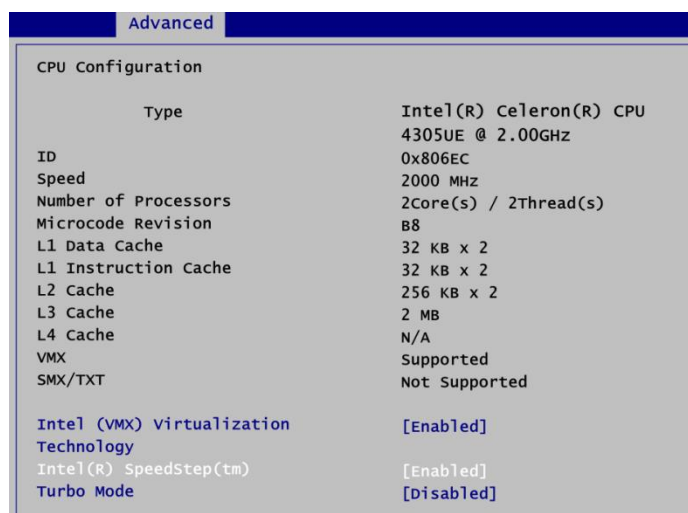 Advanced
CPU Configuration
Type Intel(R) Celeron(R) CPU
4305UE @ 2.00GHz
ID 0x806EC
Speed 2000 MHz
Number of Processors 2Core(s) / 2Thread(s)
Microcode Revision B8
L1 Data Cache 32 KB x 2
L1 Instruction Cache 32 KB x 2
L2 Cache 256 KB x 2
L3 Cache 2 MB
L4 Cache N/A
VMX Supported
SMX/TXT Not Supported
Intel (VMX) Virtualization [Enabled]
Technology
Intel(R) SpeedStep(tm) [Enabled]
Turbo Mode [Disabled]